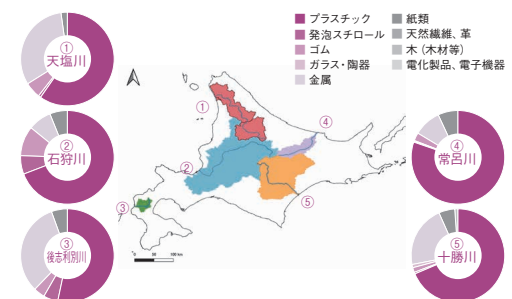 プラスチック
発泡スチロール
ゴム
ガラス・陶器
金属
紙類
天然繊維、革
木（木材等）
電化製品、電子機器
①
天塩川
②
石狩川
③
後志利別川
④
常呂川
⑤
十勝川
①
②
③
④
⑤
0 50 100 km